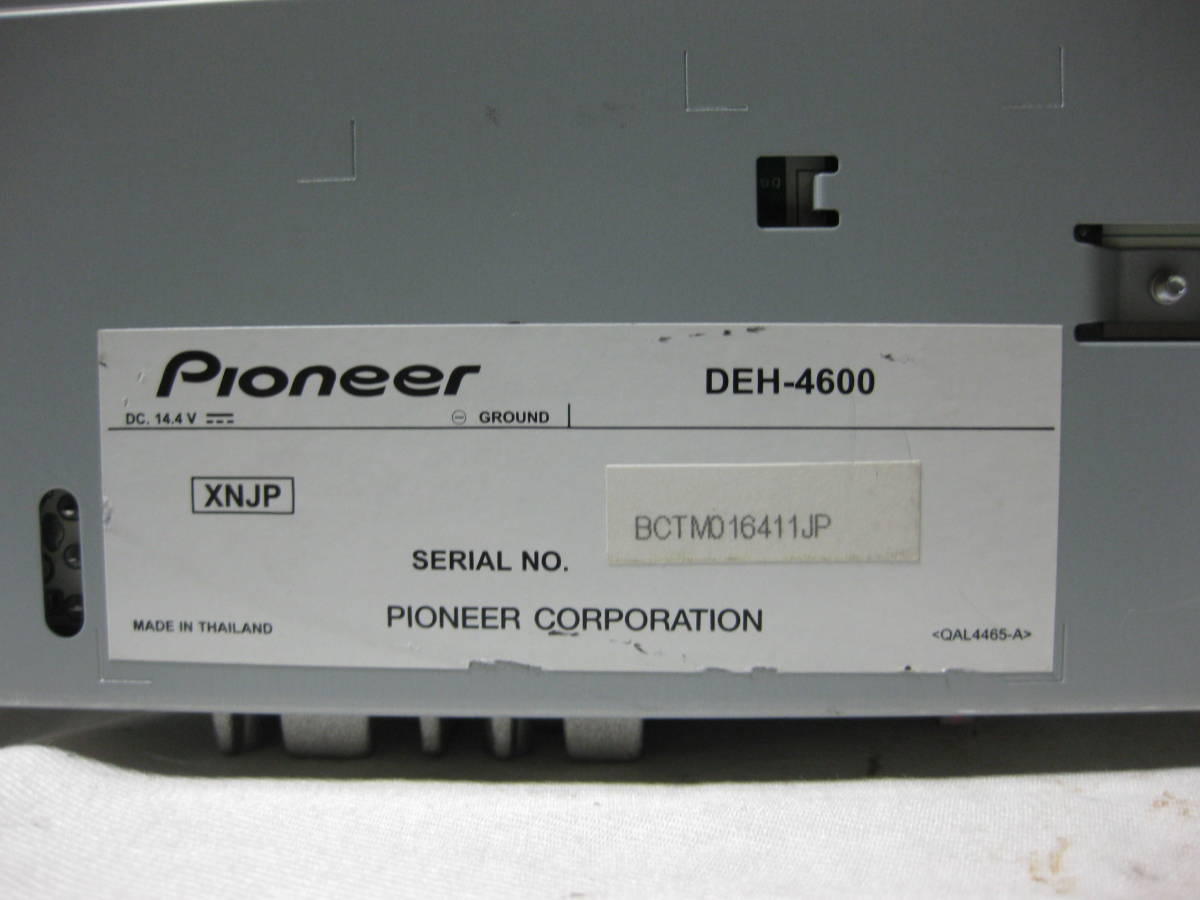 Pioneer
DEH-4600
DC. 14.4 V ⎓ ⊖ GROUND
XNJP
SERIAL NO. BCTM016411JP
PIONEER CORPORATION
MADE IN THAILAND
<QAL4465-A>